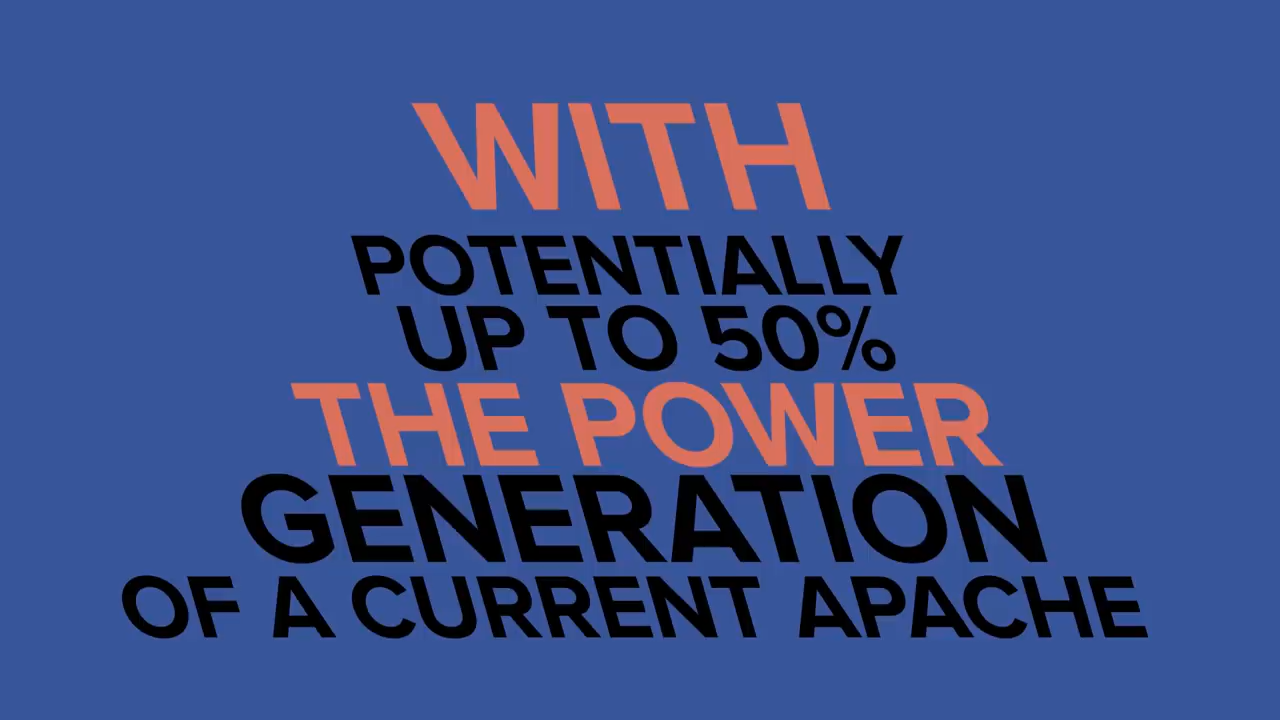 WITH
POTENTIALLY
UP TO 50%
THE POWER
GENERATION
OF A CURRENT APACHE